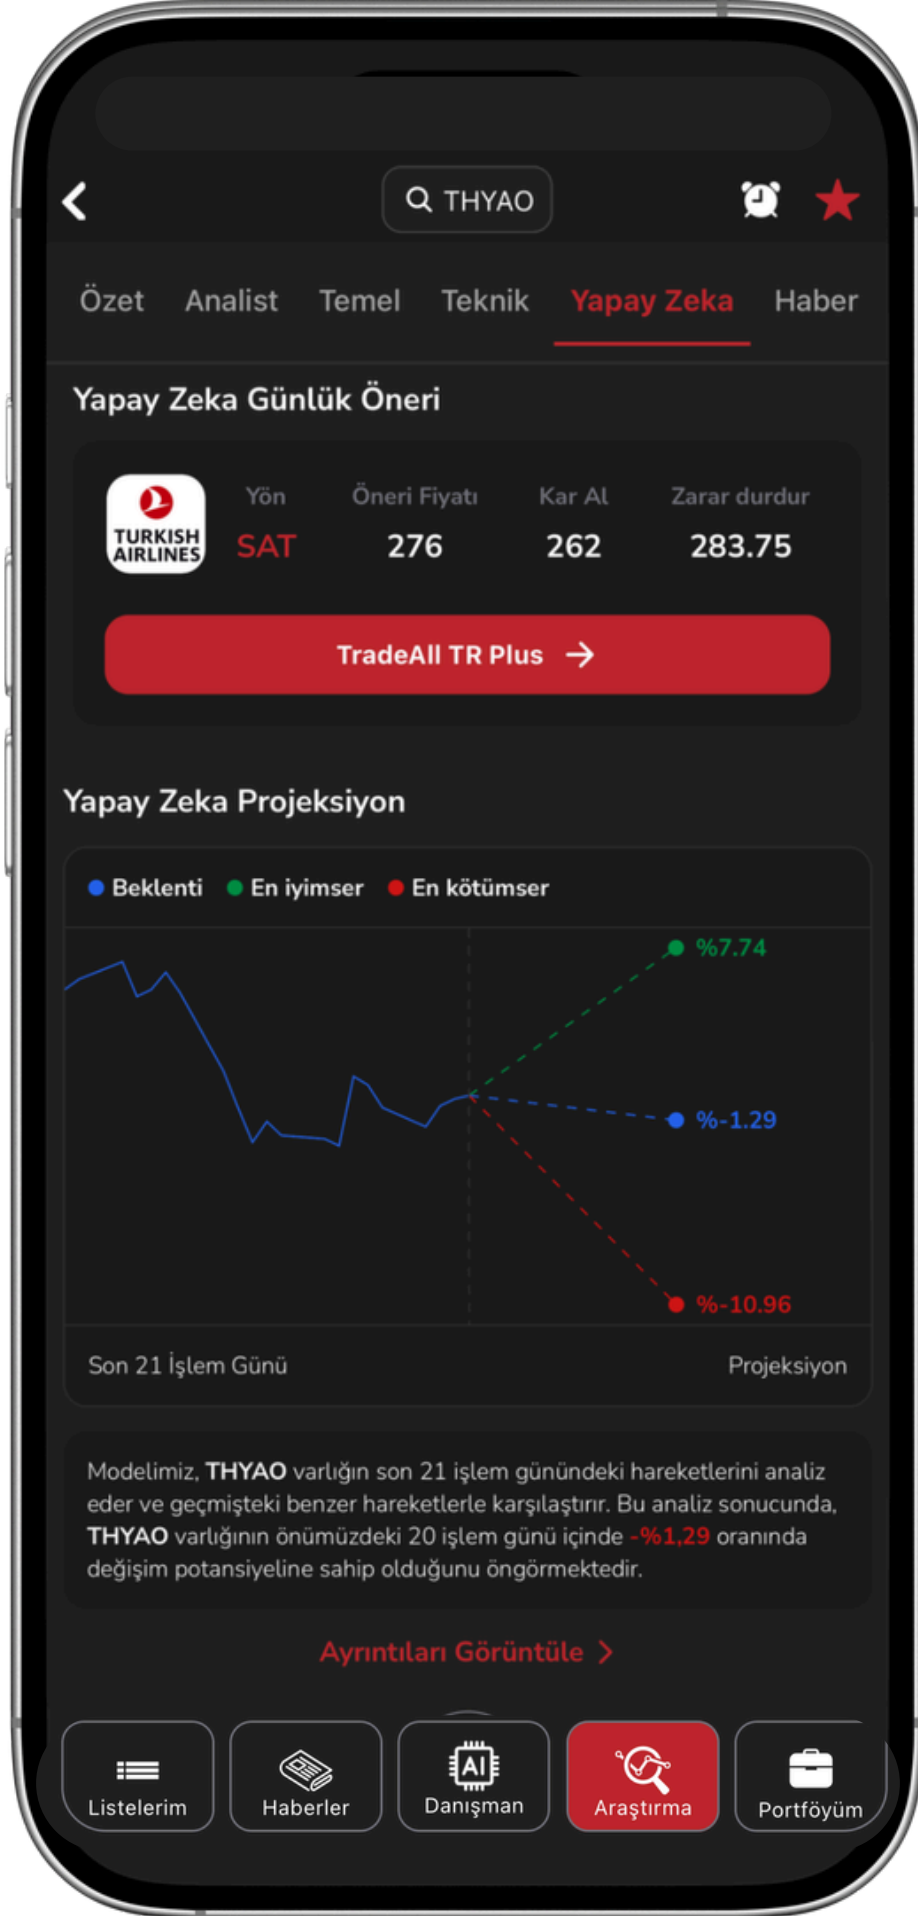 THYAO
Özet Analist Temel Teknik Yapay Zeka Haber
Yapay Zeka Günlük Öneri
TURKISH
AIRLINES
Yön Öneri Fiyatı Kar Al Zarar durdur
SAT 276 262 283.75
TradeAll TR Plus
Yapay Zeka Projeksiyon
Beklenti En iyimser En kötümser
%7.74
%-1.29
%-10.96
Son 21 İşlem Günü Projeksiyon
Modelimiz, THYAO varlığın son 21 işlem günündeki hareketlerini analiz
eder ve geçmişteki benzer hareketlerle karşılaştırır. Bu analiz sonucunda,
THYAO varlığının önümüzdeki 20 işlem günü içinde -%1,29 oranında
değişim potansiyeline sahip olduğunu öngörmektedir.
Ayrıntıları Görüntüle
AI
Listelerim Haberler Danışman Araştırma Portföyüm